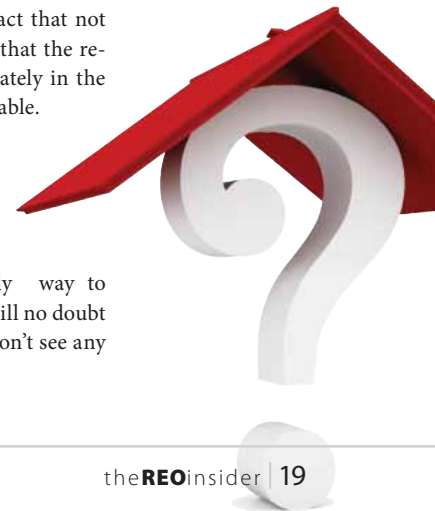 act that not
that the re-
ately in the
able.
ly way to
ill no doubt
on't see any
theREOinsider | 19